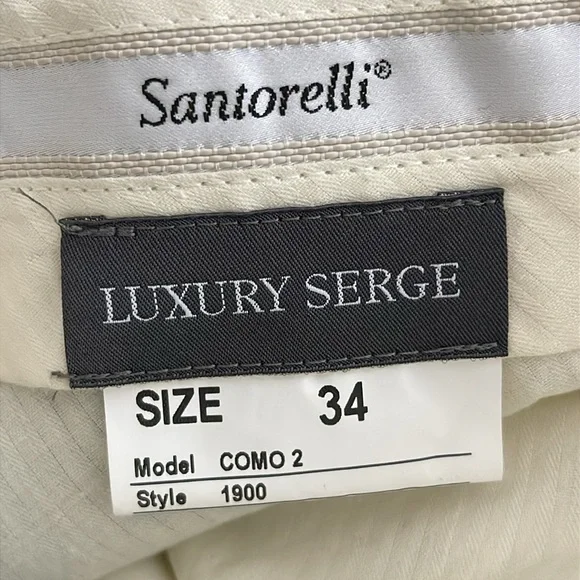 Santorelli®
LUXURY SERGE
SIZE 34
Model COMO 2
Style 1900